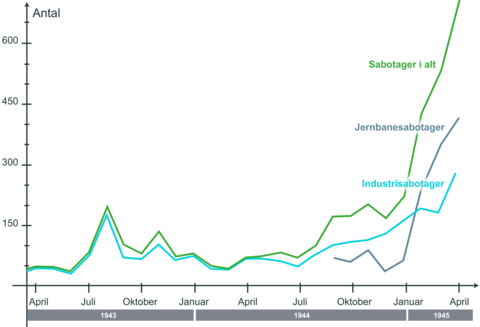 Antal
600
Sabotager i alt
450
Jernbanesabotager
300
Industrisabotager
150
April Juli Oktober Januar April Juli Oktober Januar April
1943 1944 1945